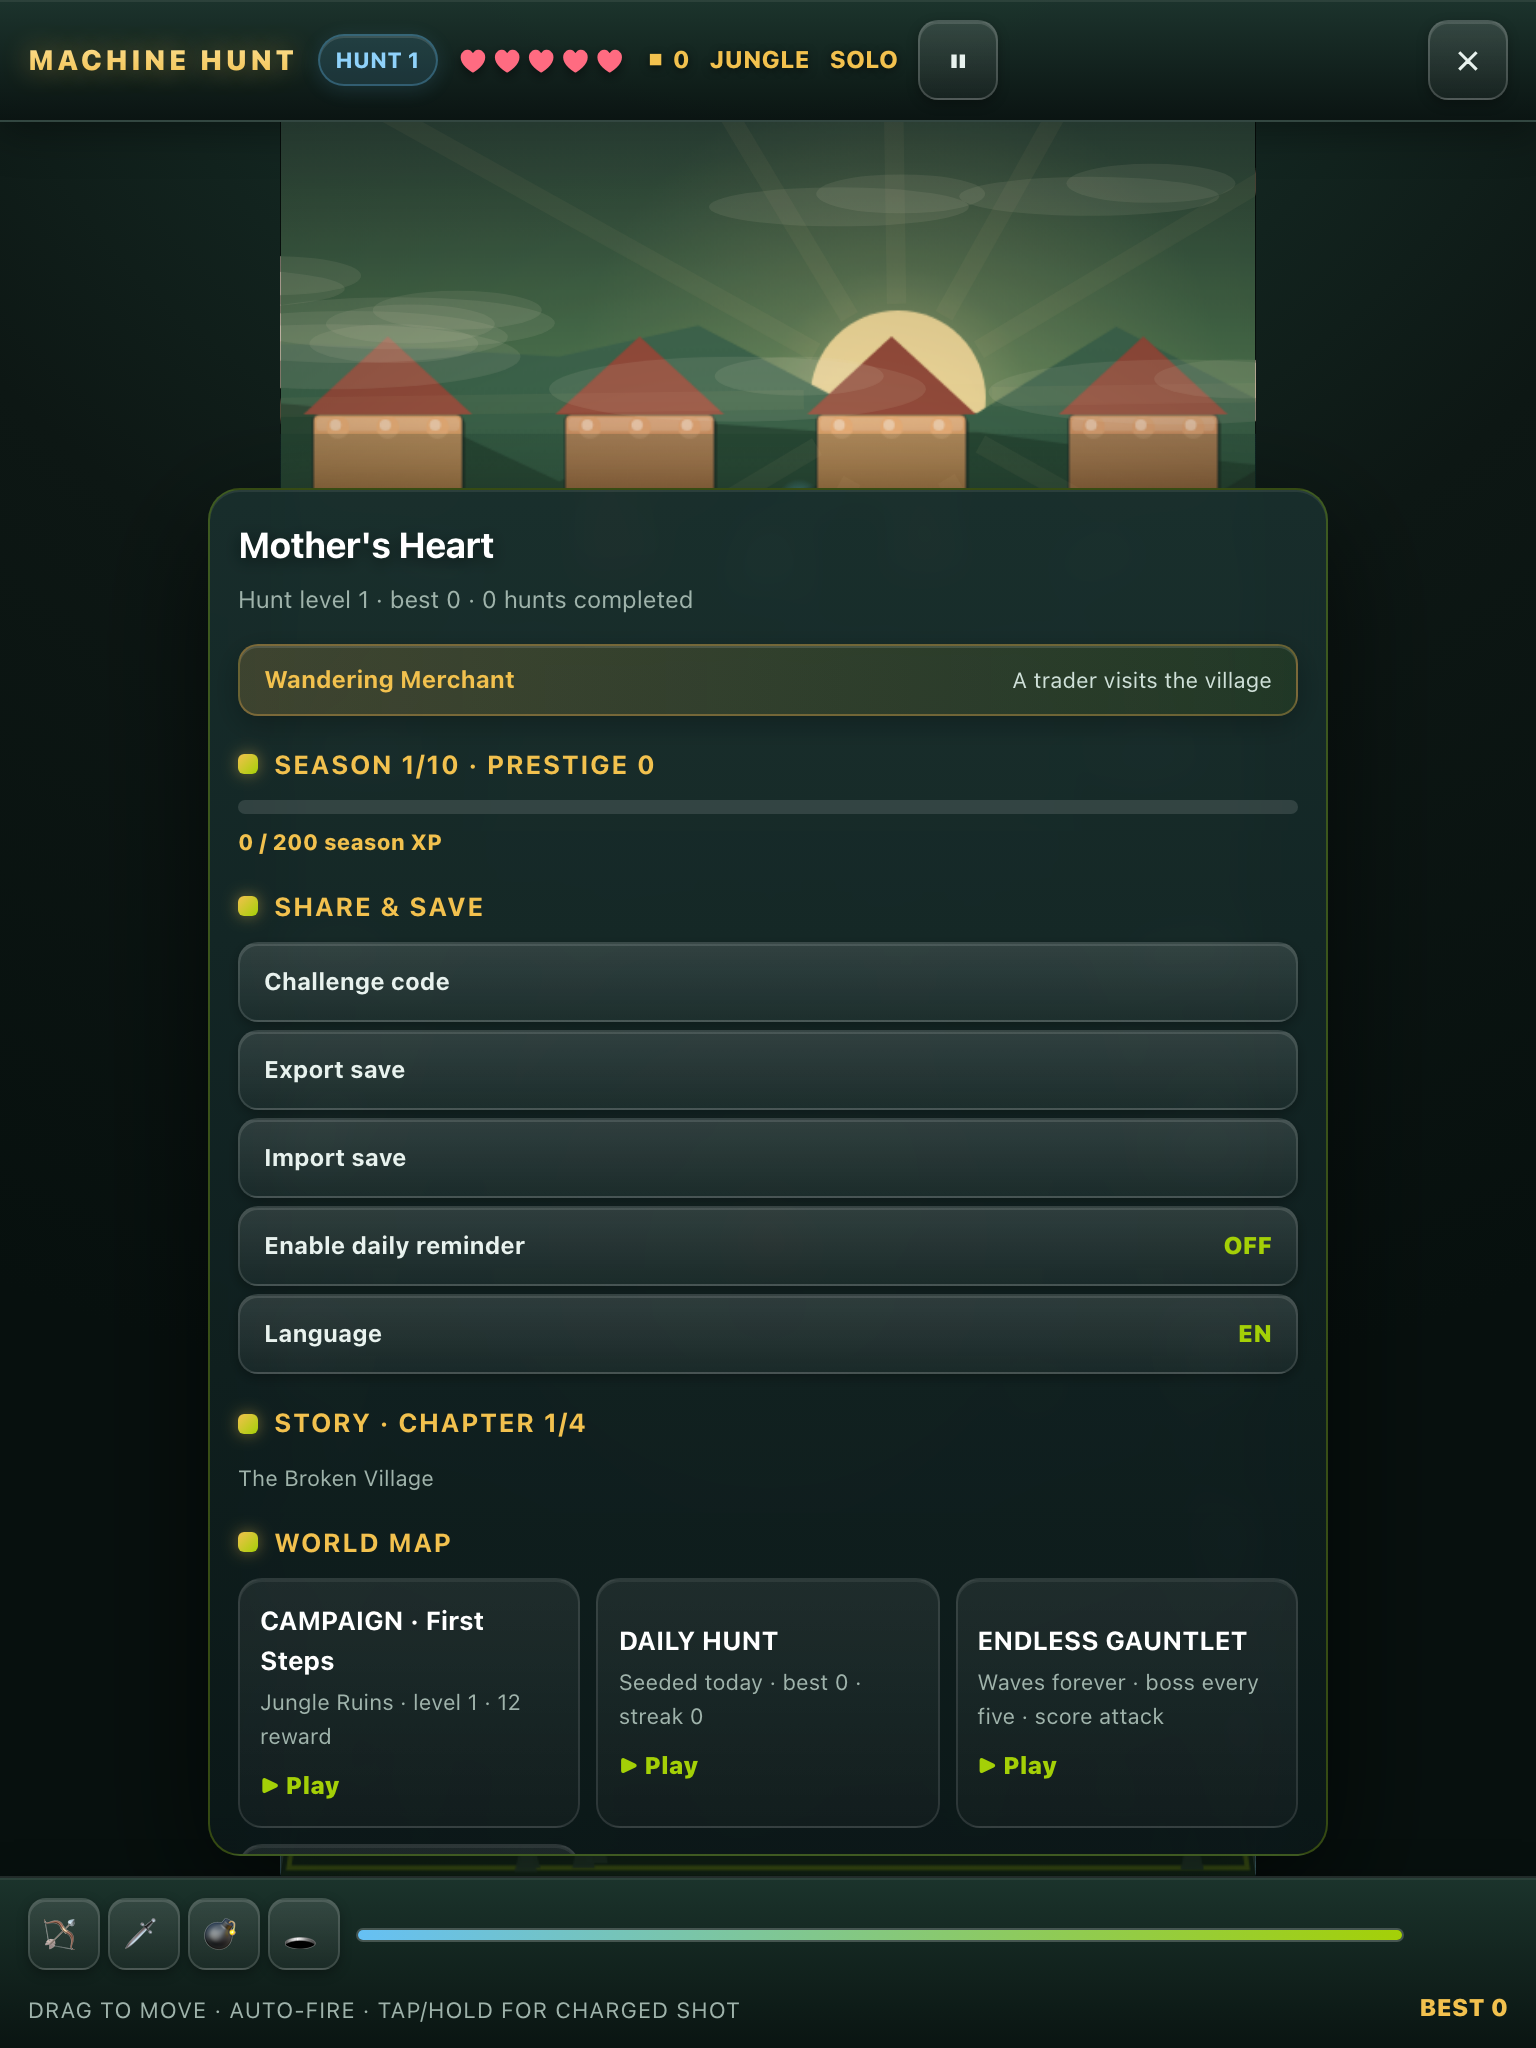 MACHINE HUNT HUNT 1 0 JUNGLE SOLO
Mother's Heart
Hunt level 1 · best 0 · 0 hunts completed
Wandering Merchant A trader visits the village
SEASON 1/10 · PRESTIGE 0
0 / 200 season XP
SHARE & SAVE
Challenge code
Export save
Import save
Enable daily reminder OFF
Language EN
STORY · CHAPTER 1/4
The Broken Village
WORLD MAP
CAMPAIGN · First
Steps
Jungle Ruins · level 1 · 12
reward
Play
DAILY HUNT
Seeded today · best 0 ·
streak 0
Play
ENDLESS GAUNTLET
Waves forever · boss every
five · score attack
Play
DRAG TO MOVE · AUTO-FIRE · TAP/HOLD FOR CHARGED SHOT
BEST 0